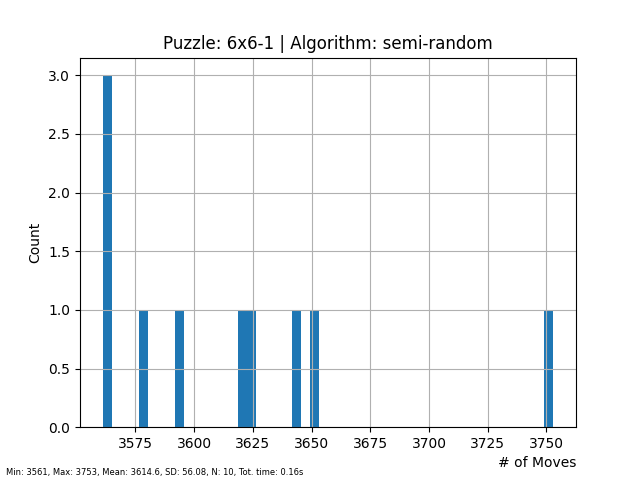 Puzzle: 6x6-1 | Algorithm: semi-random
3.0
2.5
2.0
1.5
1.0
0.5
0.0
Count
3575 3600 3625 3650 3675 3700 3725 3750
# of Moves
Min: 3561, Max: 3753, Mean: 3614.6, SD: 56.08, N: 10, Tot. time: 0.16s